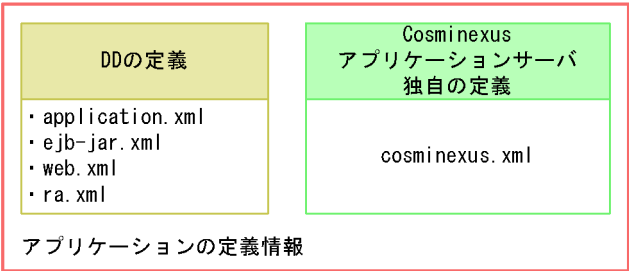 DDの定義
・application.xml
・ejb-jar.xml
・web.xml
・ra.xml
Cosminexus
アプリケーションサーバ
独自の定義
cosminexus.xml
アプリケーションの定義情報